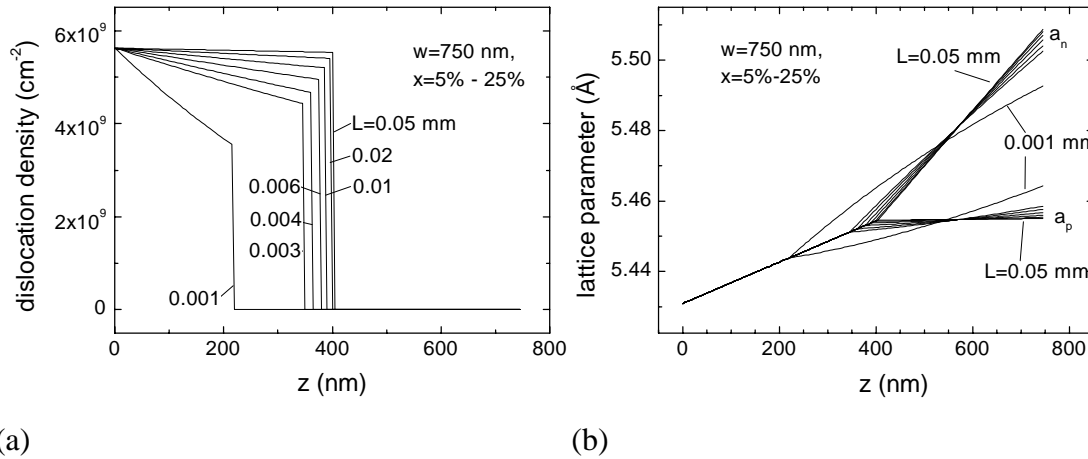 6x10⁹
4x10⁹
2x10⁹
0
dislocation density (cm⁻²)
w=750 nm,
x=5% - 25%
L=0.05 mm
0.02
0.01
0.006
0.004
0.003
0.001
0 200 400 600 800
z (nm)
(a)
5.50
5.48
5.46
5.44
lattice parameter (Å)
w=750 nm,
x=5%-25%
L=0.05 mm
aₙ
0.001 mm
aₚ
L=0.05 mm
0 200 400 600 800
z (nm)
(b)